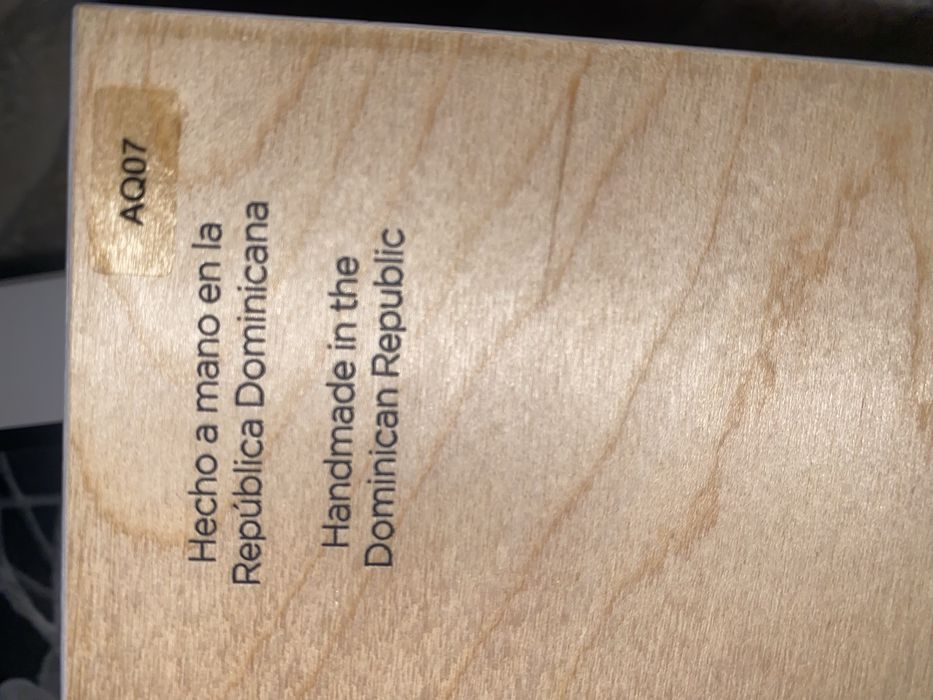 AQ07
Hecho a mano en la
República Dominicana
Handmade in the
Dominican Republic